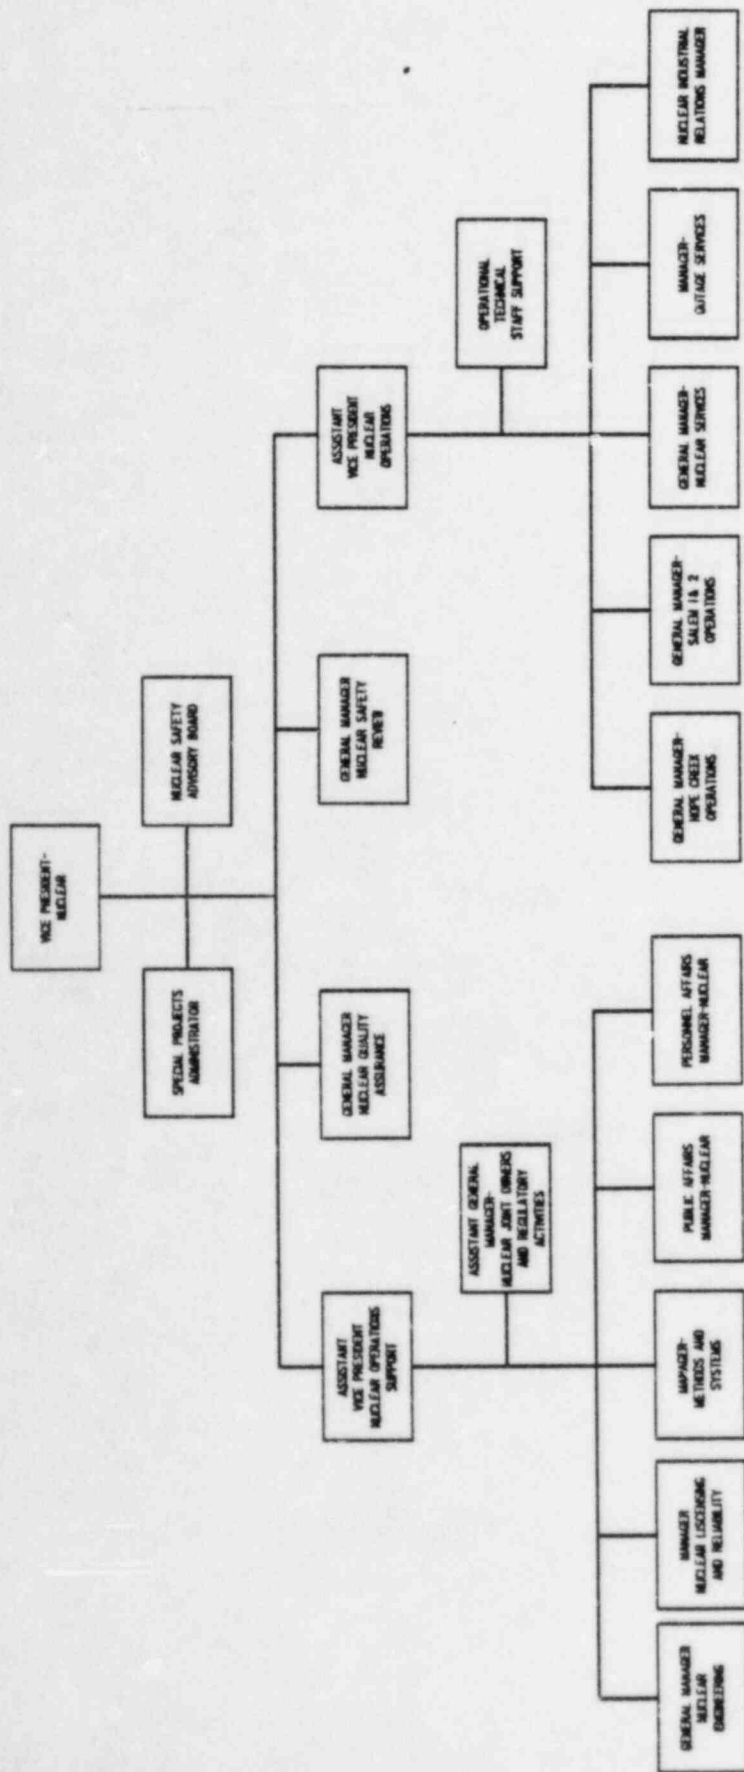 VICE PRESIDENT-
NUCLEAR
SPECIAL PROJECTS
ADMINISTRATOR
NUCLEAR SAFETY
ADVISORY BOARD
ASSISTANT
VICE PRESIDENT
NUCLEAR OPERATIONS
SUPPORT
GENERAL MANAGER
NUCLEAR QUALITY
ASSURANCE
GENERAL MANAGER
NUCLEAR SAFETY
REVIEW
ASSISTANT
VICE PRESIDENT
NUCLEAR
OPERATIONS
ASSISTANT GENERAL
MANAGER-
NUCLEAR JOINT OWNERS
AND REGULATORY
ACTIVITIES
OPERATIONAL
TECHNICAL
STAFF SUPPORT
GENERAL MANAGER
NUCLEAR
ENGINEERING
MANAGER
NUCLEAR LISCENSING
AND RELIABILITY
MANAGER-
METHODS AND
SYSTEMS
PUBLIC AFFAIRS
MANAGER-NUCLEAR
PERSONNEL AFFAIRS
MANAGER-NUCLEAR
GENERAL MANAGER-
HOPE CREEK
OPERATIONS
GENERAL MANAGER-
SALEM 1 & 2
OPERATIONS
GENERAL MANAGER-
NUCLEAR SERVICES
MANAGER-
OUTAGE SERVICES
NUCLEAR INDUSTRIAL
RELATIONS MANAGER